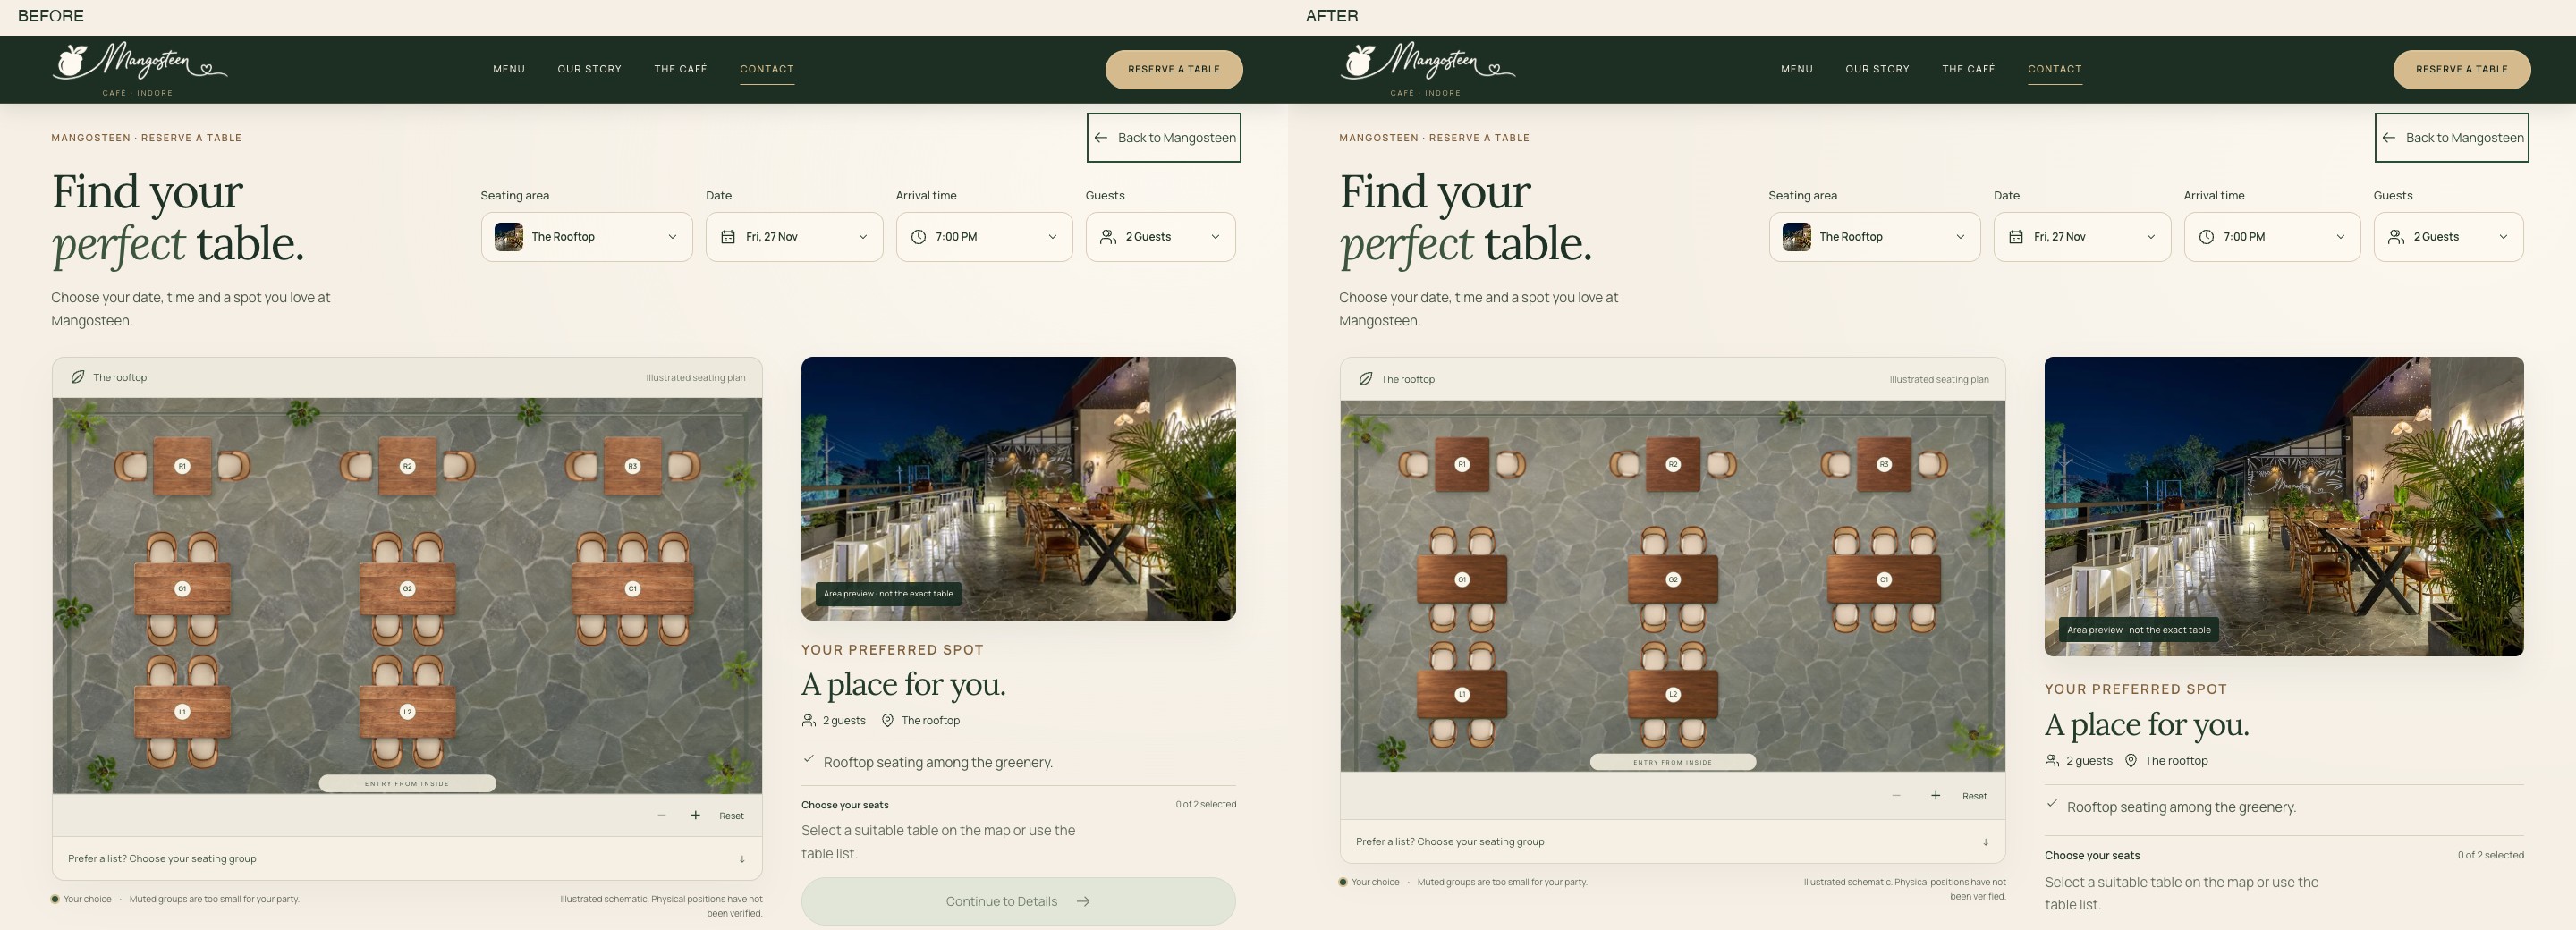 BEFORE
Mangosteen
CAFÉ · INDORE
MENU
OUR STORY
THE CAFÉ
CONTACT
RESERVE A TABLE
MANGOSTEEN · RESERVE A TABLE
← Back to Mangosteen
Find your
perfect table.
Choose your date, time and a spot you love at
Mangosteen.
Seating area
The Rooftop
Date
Fri, 27 Nov
Arrival time
7:00 PM
Guests
2 Guests
The rooftop
Illustrated seating plan
R1
R2
R3
G1
G2
C1
L1
L2
ENTRY FROM INSIDE
− + Reset
Prefer a list? Choose your seating group ↓
Your choice · Muted groups are too small for your party.
Illustrated schematic. Physical positions have not
been verified.
Area preview · not the exact table
YOUR PREFERRED SPOT
A place for you.
2 guests
The rooftop
Rooftop seating among the greenery.
Choose your seats
0 of 2 selected
Select a suitable table on the map or use the
table list.
Continue to Details →
AFTER
Mangosteen
CAFÉ · INDORE
MENU
OUR STORY
THE CAFÉ
CONTACT
RESERVE A TABLE
MANGOSTEEN · RESERVE A TABLE
← Back to Mangosteen
Find your
perfect table.
Choose your date, time and a spot you love at
Mangosteen.
Seating area
The Rooftop
Date
Fri, 27 Nov
Arrival time
7:00 PM
Guests
2 Guests
The rooftop
Illustrated seating plan
R1
R2
R3
G1
G2
C1
L1
L2
ENTRY FROM INSIDE
− + Reset
Prefer a list? Choose your seating group ↓
Your choice · Muted groups are too small for your party.
Illustrated schematic. Physical positions have not
been verified.
Area preview · not the exact table
YOUR PREFERRED SPOT
A place for you.
2 guests
The rooftop
Rooftop seating among the greenery.
Choose your seats
0 of 2 selected
Select a suitable table on the map or use the
table list.